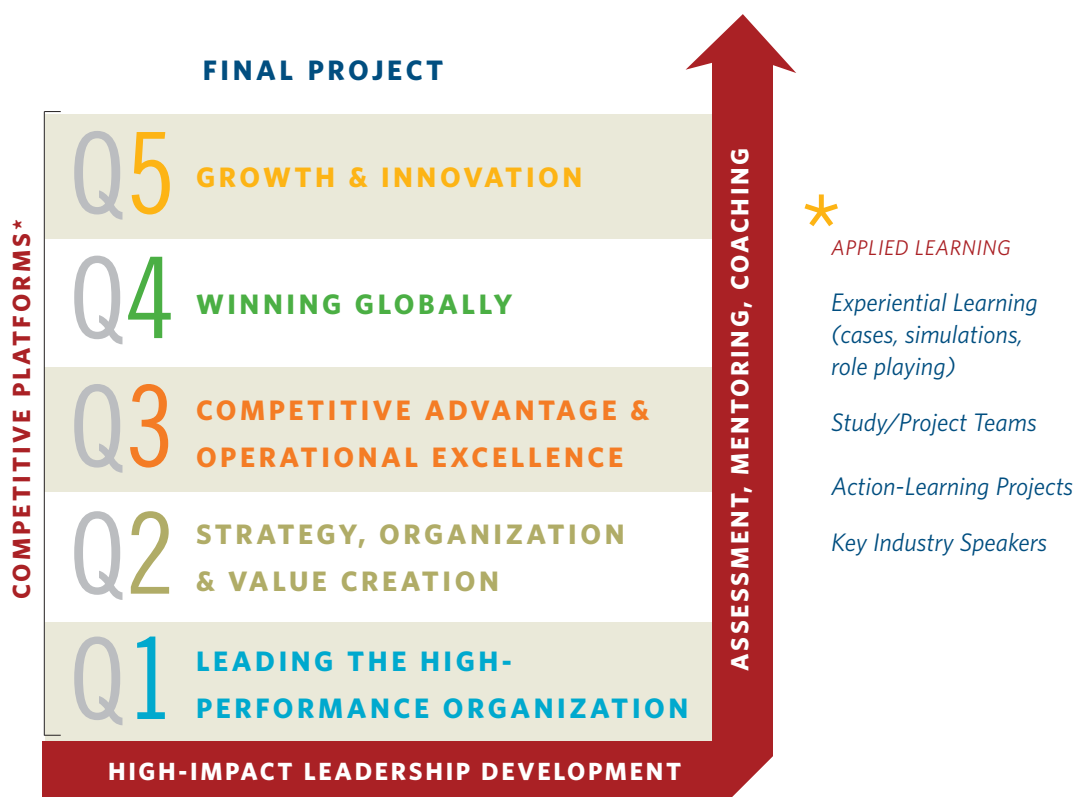 FINAL PROJECT
COMPETITIVE PLATFORMS*
Q5 GROWTH & INNOVATION
Q4 WINNING GLOBALLY
Q3 COMPETITIVE ADVANTAGE &
OPERATIONAL EXCELLENCE
Q2 STRATEGY, ORGANIZATION
& VALUE CREATION
Q1 LEADING THE HIGH-
PERFORMANCE ORGANIZATION
HIGH-IMPACT LEADERSHIP DEVELOPMENT
ASSESSMENT, MENTORING, COACHING
*
APPLIED LEARNING
Experiential Learning
(cases, simulations,
role playing)
Study/Project Teams
Action-Learning Projects
Key Industry Speakers